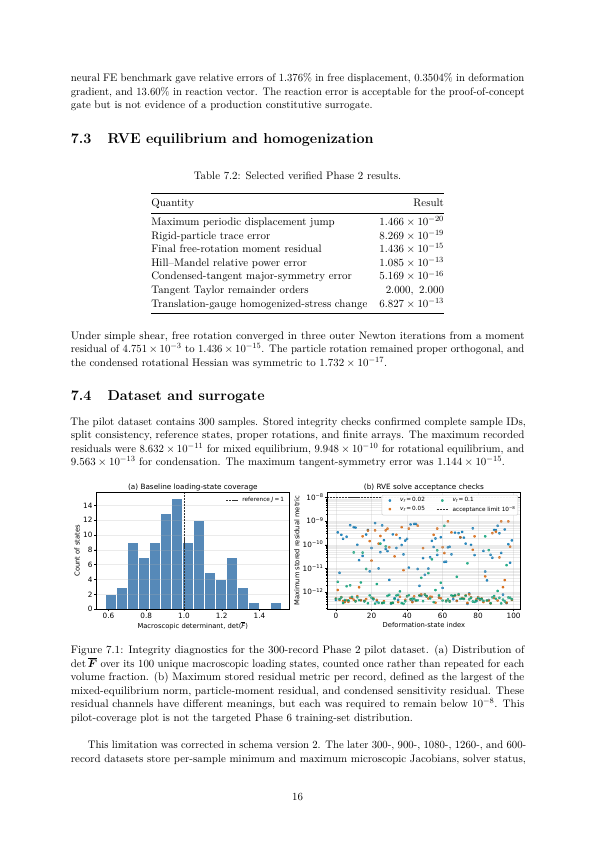 neural FE benchmark gave relative errors of 1.376% in free displacement, 0.3504% in deformation
gradient, and 13.60% in reaction vector. The reaction error is acceptable for the proof-of-concept
gate but is not evidence of a production constitutive surrogate.
7.3 RVE equilibrium and homogenization
Table 7.2: Selected verified Phase 2 results.
Quantity Result
Maximum periodic displacement jump 1.466 × 10⁻²⁰
Rigid-particle trace error 8.269 × 10⁻¹⁹
Final free-rotation moment residual 1.436 × 10⁻¹⁵
Hill–Mandel relative power error 1.085 × 10⁻¹³
Condensed-tangent major-symmetry error 5.169 × 10⁻¹⁶
Tangent Taylor remainder orders 2.000, 2.000
Translation-gauge homogenized-stress change 6.827 × 10⁻¹³
Under simple shear, free rotation converged in three outer Newton iterations from a moment
residual of 4.751 × 10⁻³ to 1.436 × 10⁻¹⁵. The particle rotation remained proper orthogonal, and
the condensed rotational Hessian was symmetric to 1.732 × 10⁻¹⁷.
7.4 Dataset and surrogate
The pilot dataset contains 300 samples. Stored integrity checks confirmed complete sample IDs,
split consistency, reference states, proper rotations, and finite arrays. The maximum recorded
residuals were 8.632 × 10⁻¹¹ for mixed equilibrium, 9.948 × 10⁻¹⁰ for rotational equilibrium, and
9.563 × 10⁻¹³ for condensation. The maximum tangent-symmetry error was 1.144 × 10⁻¹⁵.
(a) Baseline loading-state coverage
reference J = 1
Count of states
14
12
10
8
6
4
2
0
0.6 0.8 1.0 1.2 1.4
Macroscopic determinant, det(F̅)
(b) RVE solve acceptance checks
v_f = 0.02
v_f = 0.05
v_f = 0.1
acceptance limit 10⁻⁸
Maximum stored residual metric
10⁻⁸
10⁻⁹
10⁻¹⁰
10⁻¹¹
10⁻¹²
0 20 40 60 80 100
Deformation-state index
Figure 7.1: Integrity diagnostics for the 300-record Phase 2 pilot dataset. (a) Distribution of
det F̅ over its 100 unique macroscopic loading states, counted once rather than repeated for each
volume fraction. (b) Maximum stored residual metric per record, defined as the largest of the
mixed-equilibrium norm, particle-moment residual, and condensed sensitivity residual. These
residual channels have different meanings, but each was required to remain below 10⁻⁸. This
pilot-coverage plot is not the targeted Phase 6 training-set distribution.
This limitation was corrected in schema version 2. The later 300-, 900-, 1080-, 1260-, and 600-
record datasets store per-sample minimum and maximum microscopic Jacobians, solver status,
16